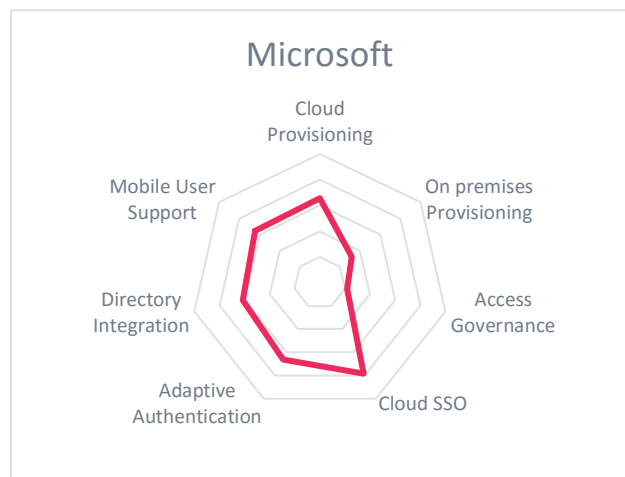 Microsoft
Cloud
Provisioning
On premises
Provisioning
Access
Governance
Cloud SSO
Adaptive
Authentication
Directory
Integration
Mobile User
Support